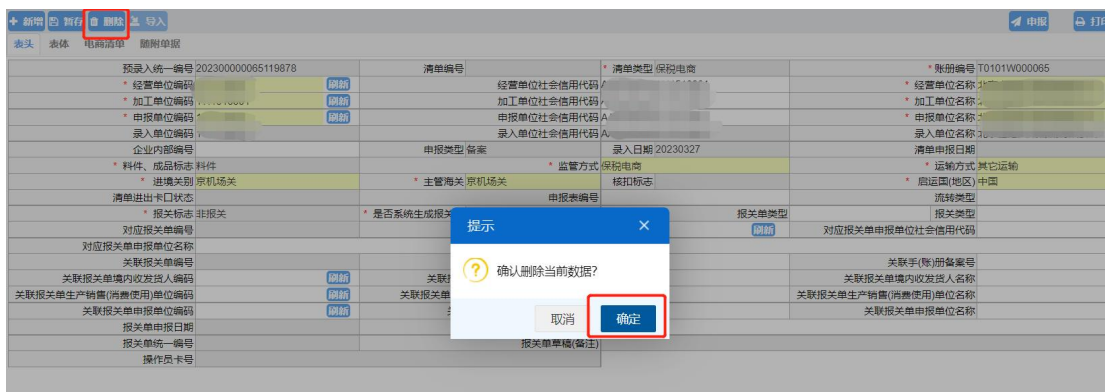 新增 暂存 删除 导入 申报 打印
表头 表体 电商清单 随附单据
预录入统一编号 202300000065119878 清单编号 * 清单类型 保税电商 * 账册编号 T0101W000065
* 经营单位编码 刷新 经营单位社会信用代码 * 经营单位名称
* 加工单位编码 刷新 加工单位社会信用代码 * 加工单位名称
* 申报单位编码 刷新 申报单位社会信用代码 * 申报单位名称
录入单位编码 录入单位社会信用代码 录入单位名称
企业内部编号 申报类型 备案 录入日期 20230327 清单申报日期
* 料件、成品标志 料件 * 监管方式 保税电商 * 运输方式 其它运输
* 进境关别 京机场关 * 主管海关 京机场关 核扣标志 * 启运国(地区) 中国
清单进出卡口状态 申报表编号 流转类型
* 报关标志 非报关 * 是否系统生成报关 报关单类型 报关类型
对应报关单编号 刷新 对应报关单申报单位社会信用代码
对应报关单申报单位名称
关联报关单编号 关联手(账)册备案号
关联报关单境内收发货人编码 刷新 关联 关联报关单境内收发货人名称
关联报关单生产销售(消费使用)单位编码 刷新 关联报关单 关联报关单生产销售(消费使用)单位名称
关联报关单申报单位编码 刷新 关联报关单申报单位名称
报关单申报日期
报关单统一编号 报关单草稿(备注)
操作员卡号
提示 ×
确认删除当前数据?
取消 确定